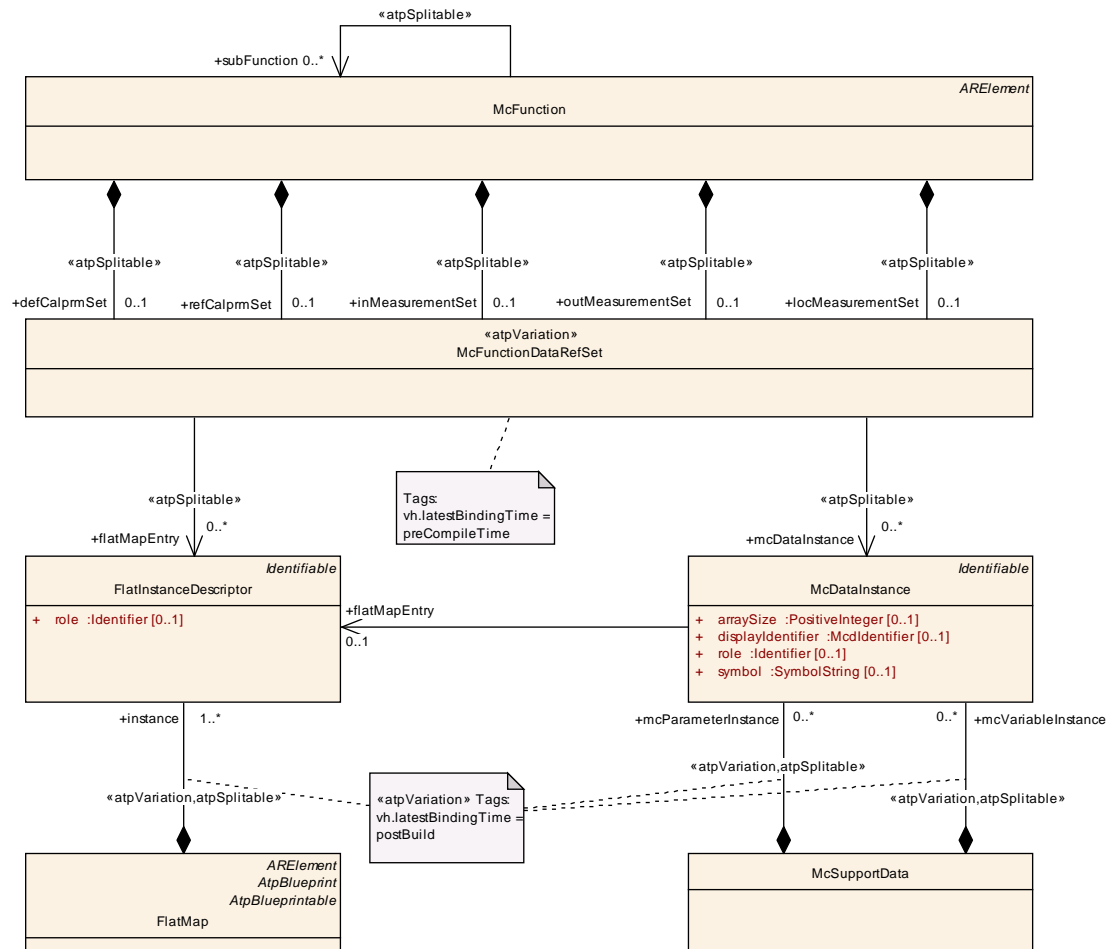 «atpSplitable»
+subFunction 0..*
ARElement
McFunction
«atpSplitable» «atpSplitable» «atpSplitable» «atpSplitable» «atpSplitable»
+defCalprmSet 0..1 +refCalprmSet 0..1 +inMeasurementSet 0..1 +outMeasurementSet 0..1 +locMeasurementSet 0..1
«atpVariation»
McFunctionDataRefSet
Tags:
vh.latestBindingTime =
preCompileTime
«atpSplitable» «atpSplitable»
0..* 0..*
+flatMapEntry +mcDataInstance
Identifiable
FlatInstanceDescriptor
+ role :Identifier [0..1]
+flatMapEntry
0..1
Identifiable
McDataInstance
+ arraySize :PositiveInteger [0..1]
+ displayIdentifier :McdIdentifier [0..1]
+ role :Identifier [0..1]
+ symbol :SymbolString [0..1]
+instance 1..* +mcParameterInstance 0..* 0..* +mcVariableInstance
«atpVariation,atpSplitable»
«atpVariation,atpSplitable»
«atpVariation,atpSplitable»
«atpVariation» Tags:
vh.latestBindingTime =
postBuild
ARElement
AtpBlueprint
AtpBlueprintable
FlatMap
McSupportData